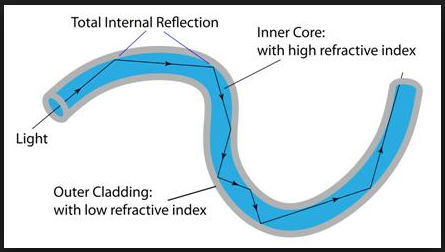 Total Internal Reflection
Inner Core:
with high refractive index
Light
Outer Cladding:
with low refractive index